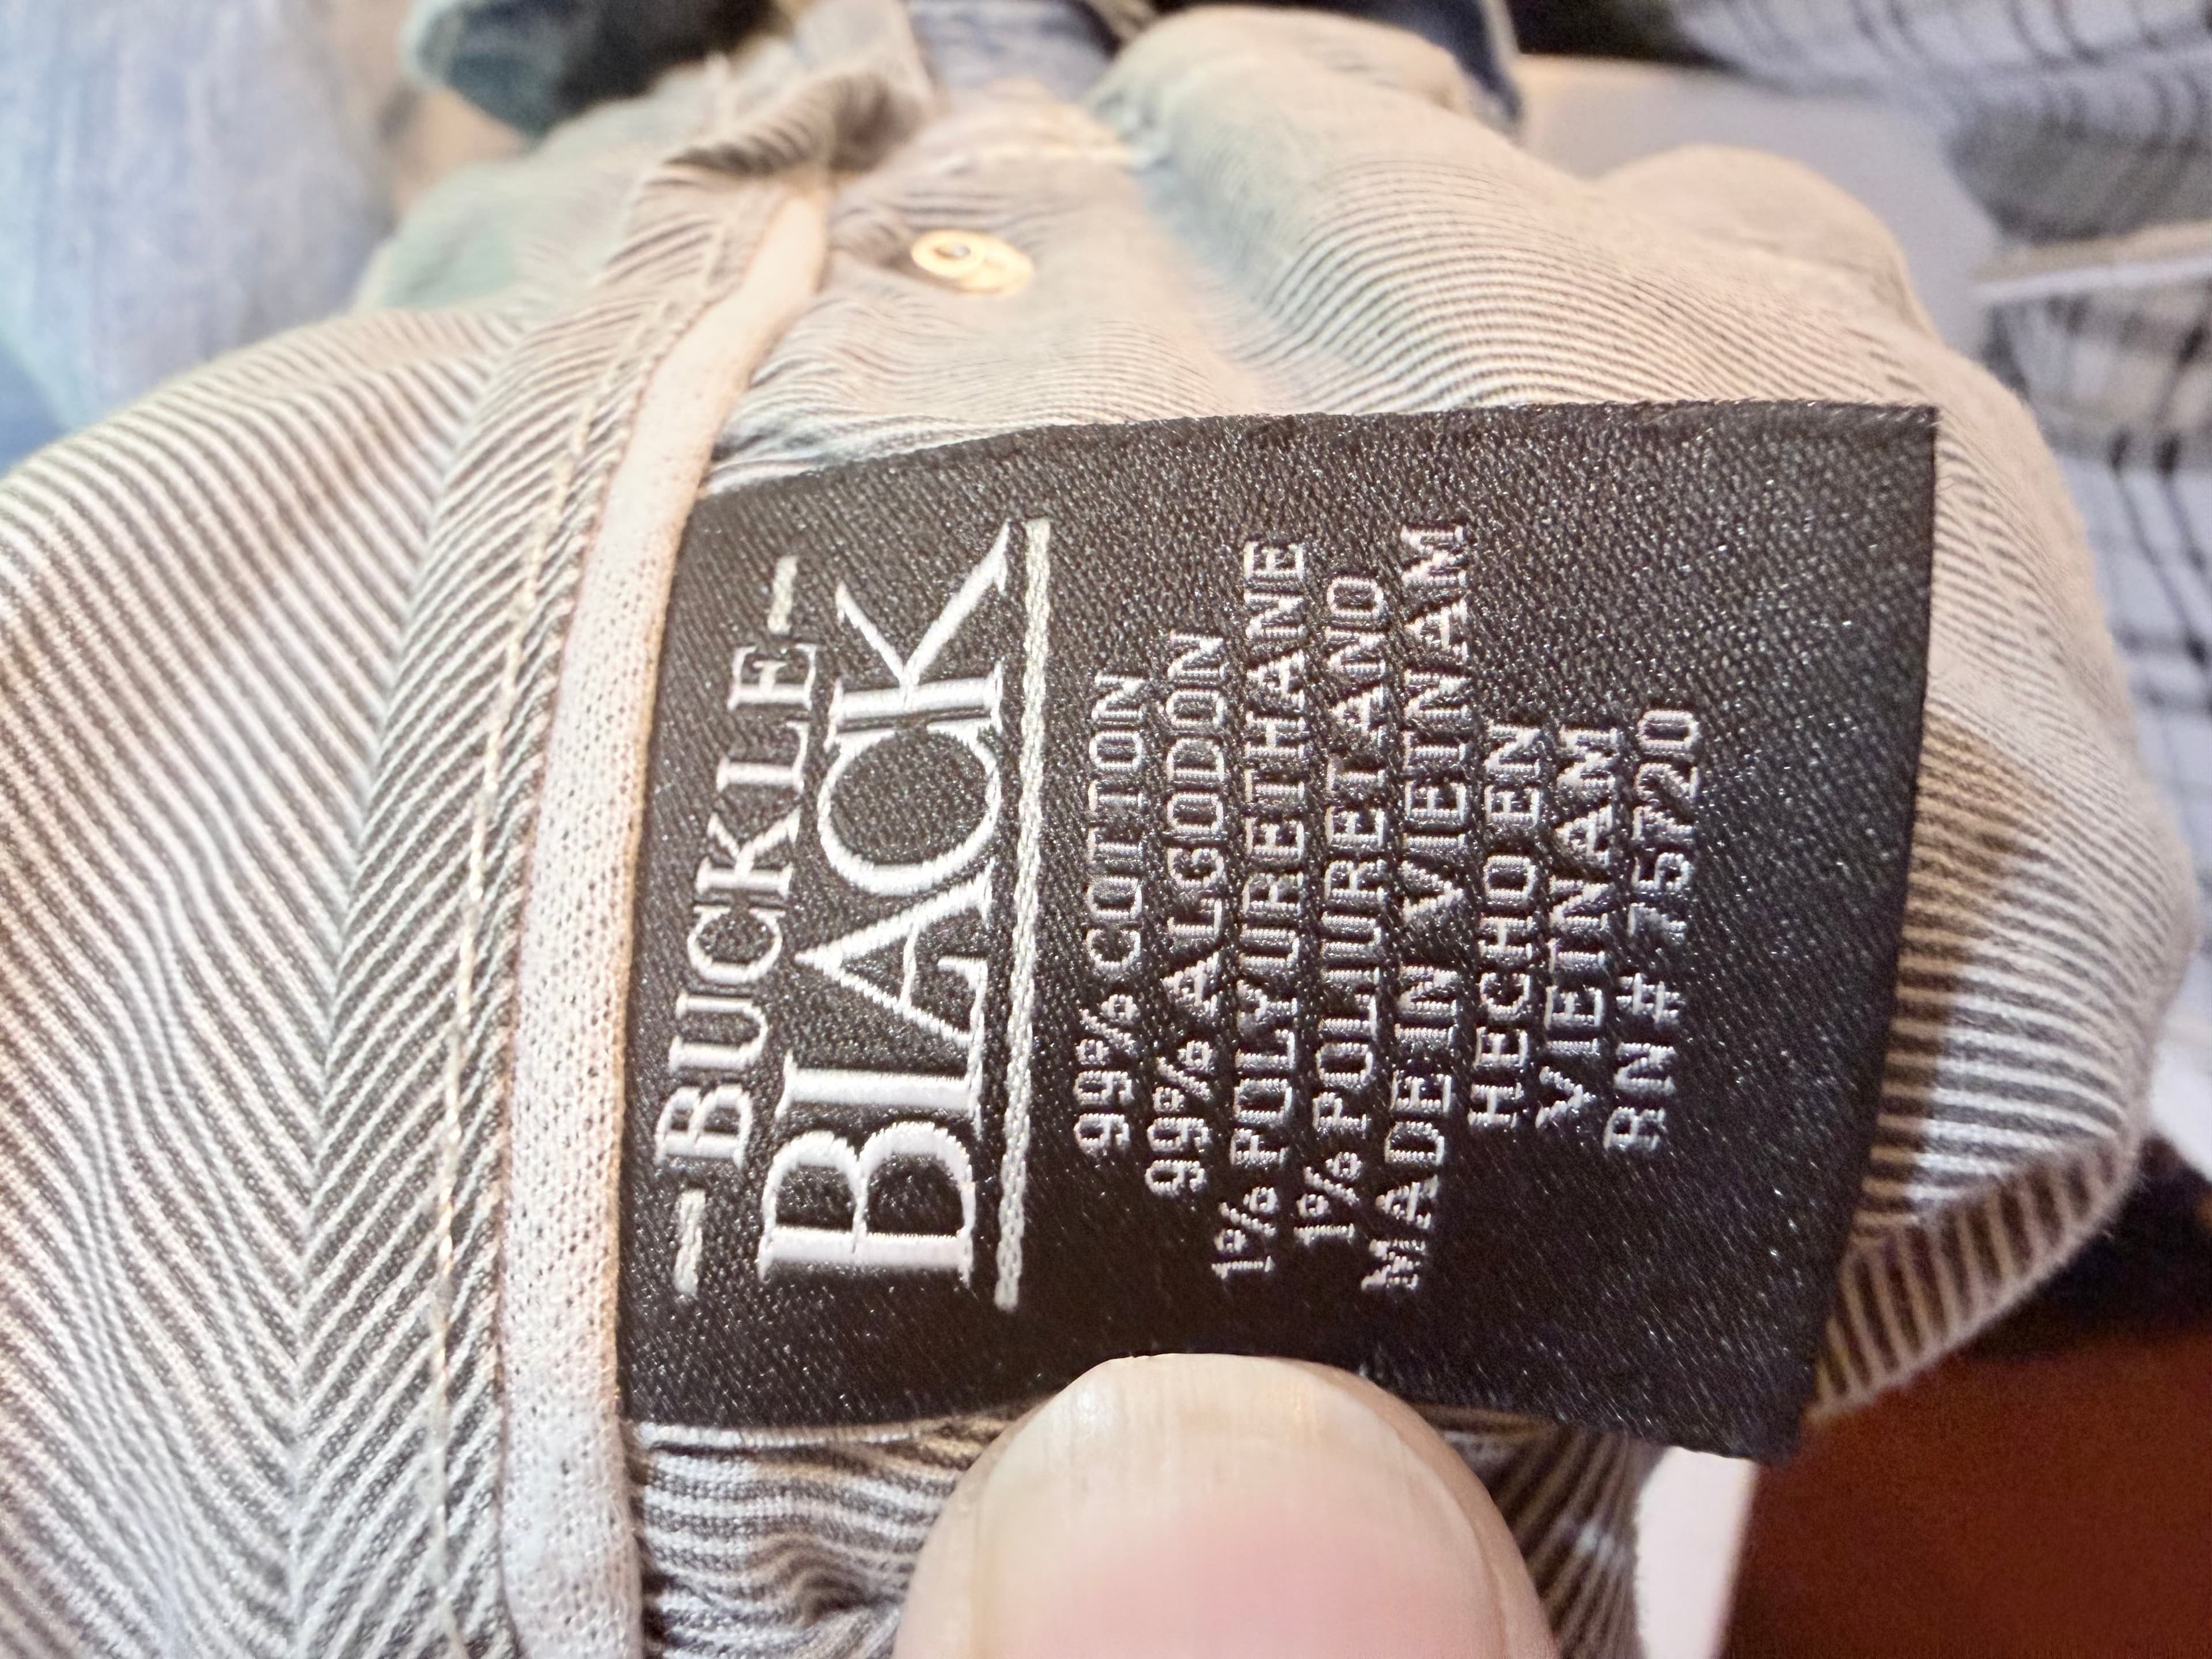 -BUCKLE-
BLACK
99% COTTON
99% ALGODON
1% POLYURETHANE
1% POLIURETANO
MADE IN VIETNAM
HECHO EN
VIETNAM
RN # 75720